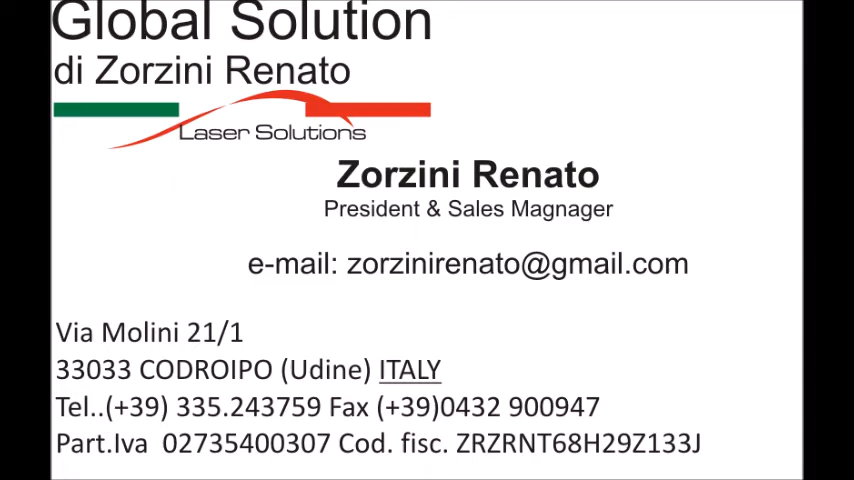 Global Solution
di Zorzini Renato
Laser Solutions
Zorzini Renato
President & Sales Magnager
e-mail: zorzinirenato@gmail.com
Via Molini 21/1
33033 CODROIPO (Udine) ITALY
Tel..(+39) 335.243759 Fax (+39)0432 900947
Part.Iva  02735400307 Cod. fisc. ZRZRNT68H29Z133J